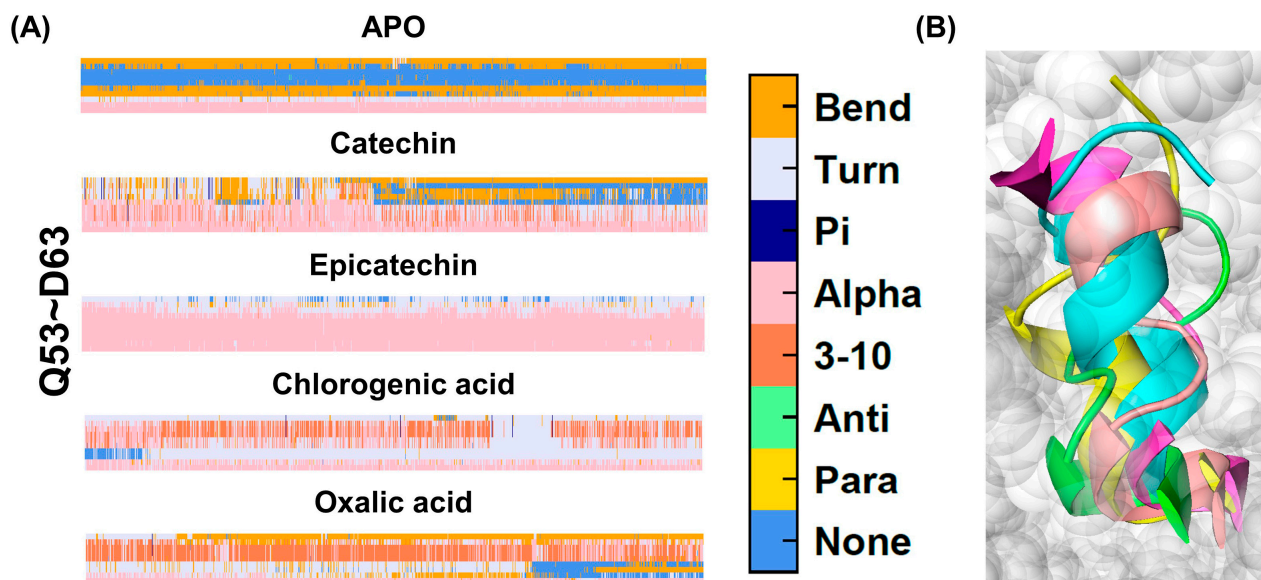 (A)
APO
(B)
Catechin
Epicatechin
Chlorogenic acid
Oxalic acid
Q53~D63
Bend
Turn
Pi
Alpha
3-10
Anti
Para
None